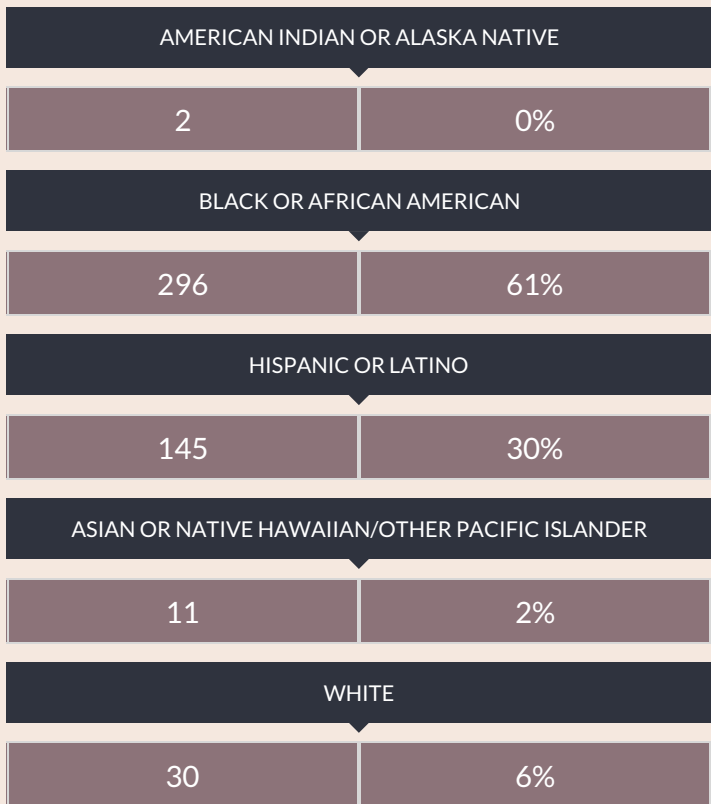 AMERICAN INDIAN OR ALASKA NATIVE
2 0%
BLACK OR AFRICAN AMERICAN
296 61%
HISPANIC OR LATINO
145 30%
ASIAN OR NATIVE HAWAIIAN/OTHER PACIFIC ISLANDER
11 2%
WHITE
30 6%